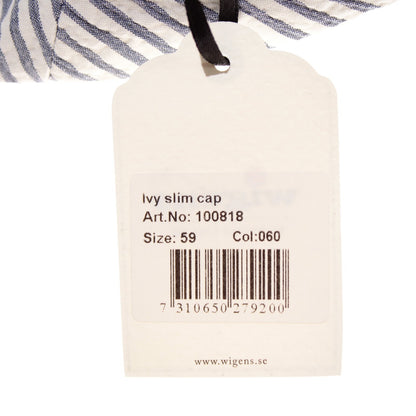 Ivy slim cap
Art.No: 100818
Size: 59 Col:060
7 310650 279200
www.wigens.se